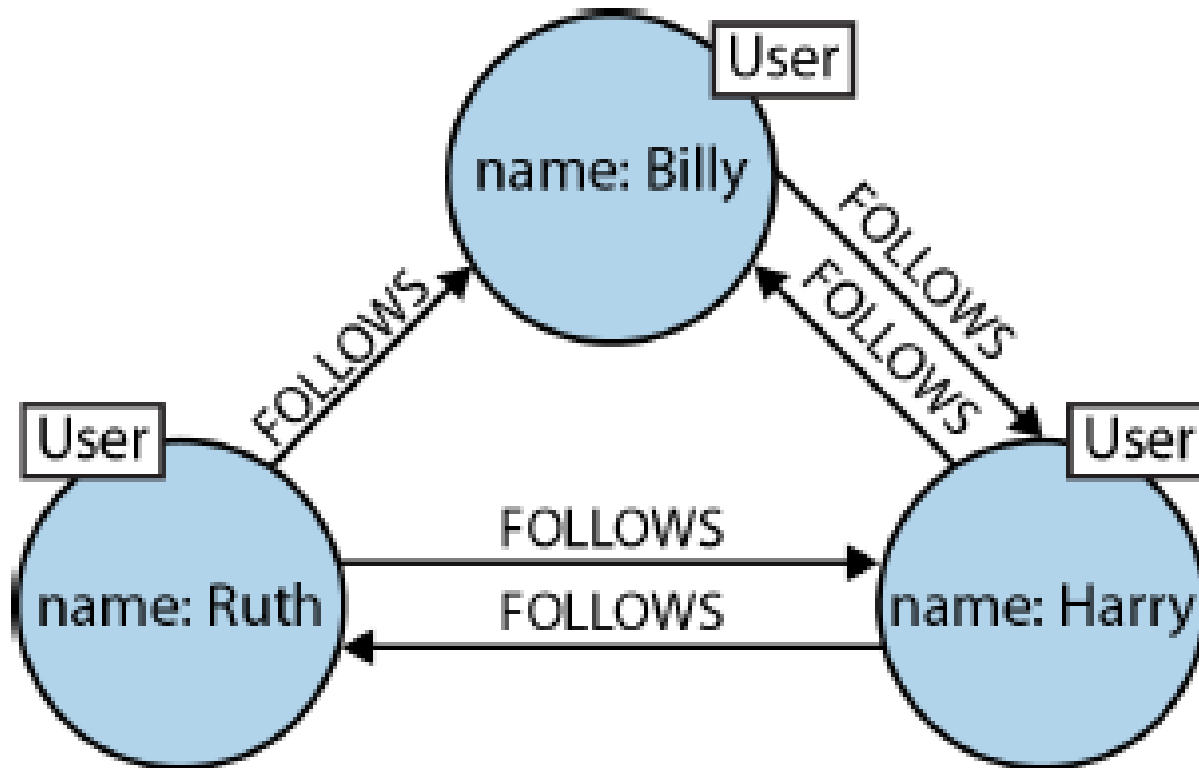 User
name: Billy
FOLLOWS
FOLLOWS
FOLLOWS
User
User
FOLLOWS
name: Ruth
FOLLOWS
name: Harry